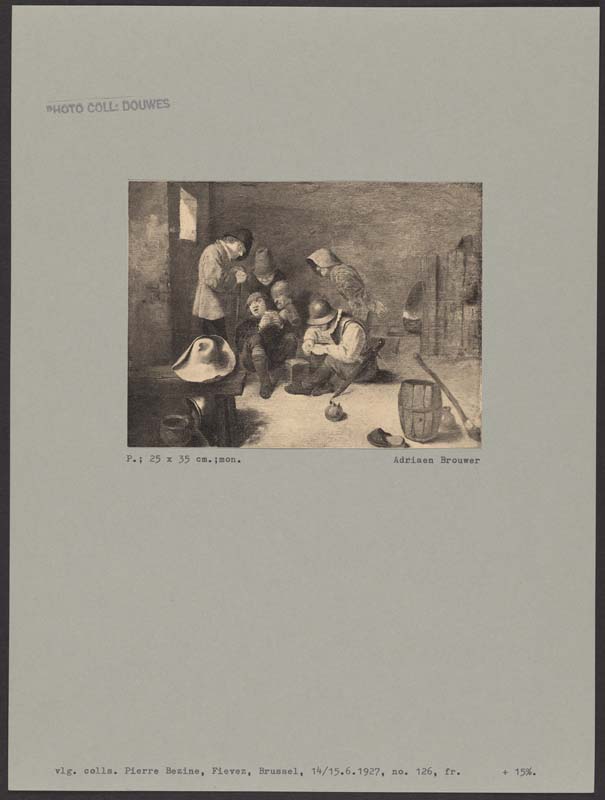 PHOTO COLL: DOUWES
P.; 25 x 35 cm.;mon. Adriaen Brouwer
vlg. colls. Pierre Bezine, Fievez, Brussel, 14/15.6.1927, no. 126, fr. + 15%.